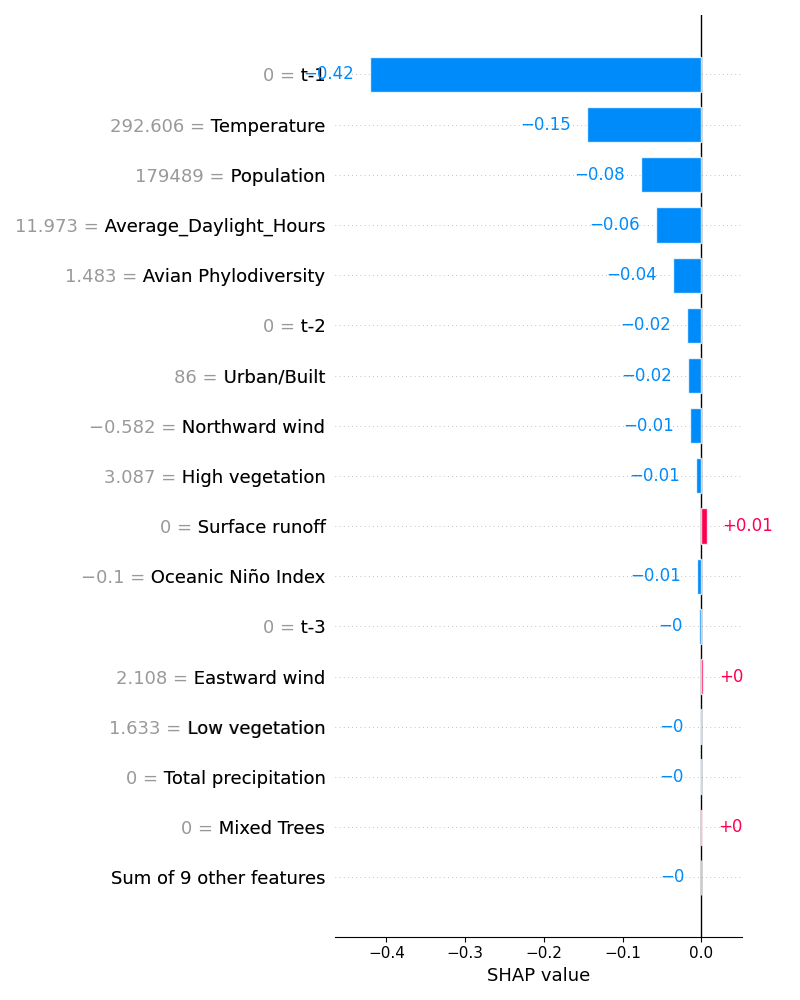 0 = t-1 −0.42
292.606 = Temperature −0.15
179489 = Population −0.08
11.973 = Average_Daylight_Hours −0.06
1.483 = Avian Phylodiversity −0.04
0 = t-2 −0.02
86 = Urban/Built −0.02
−0.582 = Northward wind −0.01
3.087 = High vegetation −0.01
0 = Surface runoff +0.01
−0.1 = Oceanic Niño Index −0.01
0 = t-3 −0
2.108 = Eastward wind +0
1.633 = Low vegetation −0
0 = Total precipitation −0
0 = Mixed Trees +0
Sum of 9 other features −0
−0.4 −0.3 −0.2 −0.1 0.0
SHAP value